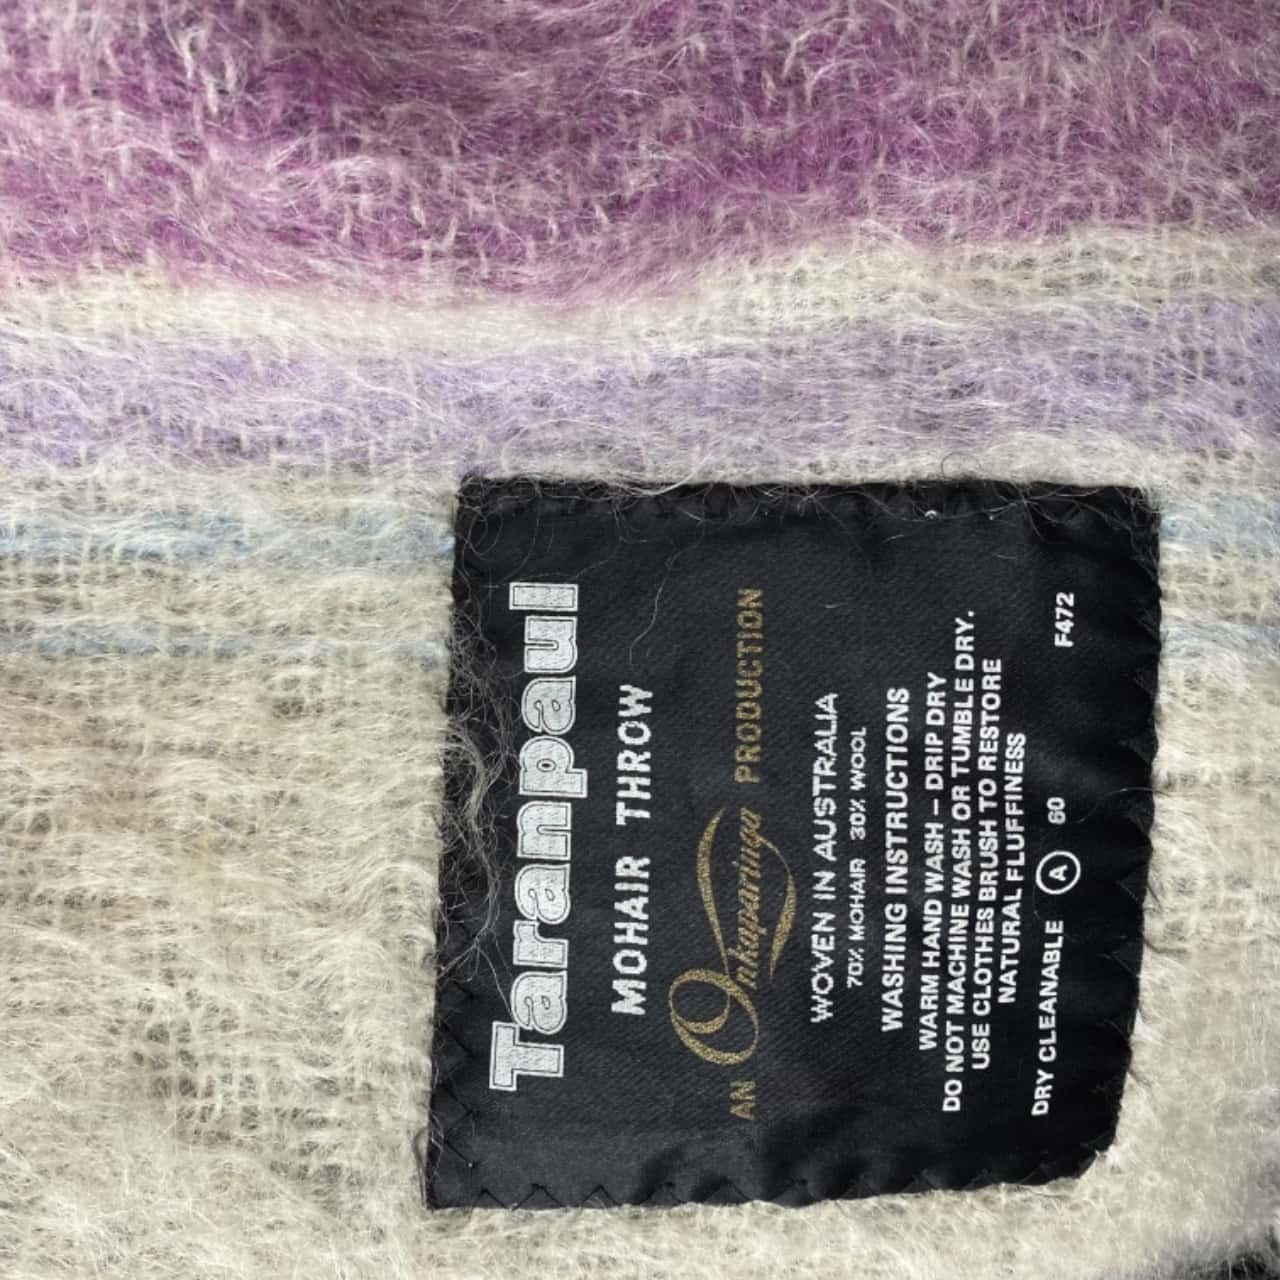 Taranpaul
MOHAIR THROW
AN Onkaparinga PRODUCTION
WOVEN IN AUSTRALIA
70% MOHAIR 30% WOOL
WASHING INSTRUCTIONS
WARM HAND WASH – DRIP DRY
DO NOT MACHINE WASH OR TUMBLE DRY.
USE CLOTHES BRUSH TO RESTORE
NATURAL FLUFFINESS
DRY CLEANABLE A 60 F472